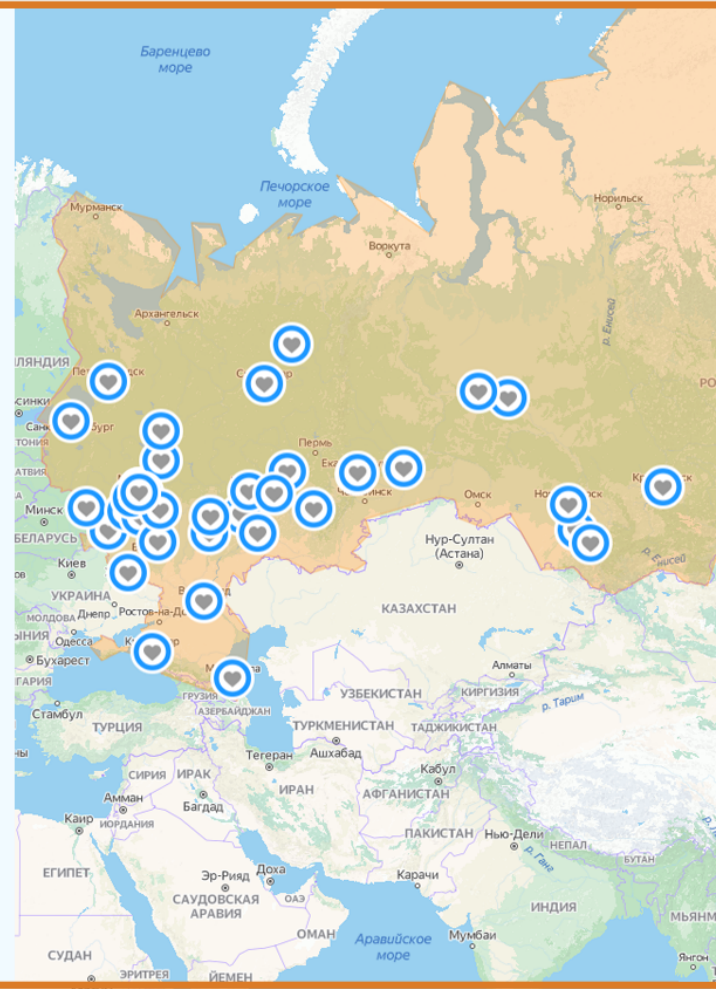 Баренцево
море
Печорское
море
Мурманск
Норильск
Воркута
Архангельск
р. Енисей
Пермь
Омск
Минск
БЕЛАРУСЬ
Нур-Султан
(Астана)
р. Енисей
Киев
УКРАИНА
КАЗАХСТАН
МОЛДОВА
Днепр
Одесса
Бухарест
Алматы
ГРУЗИЯ
УЗБЕКИСТАН
КИРГИЗИЯ
р. Тарим
Стамбул
АЗЕРБАЙДЖАН
ТУРЦИЯ
ТУРКМЕНИСТАН
ТАДЖИКИСТАН
Тегеран
Ашхабад
СИРИЯ
ИРАК
Кабул
ИРАН
АФГАНИСТАН
Амман
Багдад
Каир
ИОРДАНИЯ
ПАКИСТАН
Нью-Дели
НЕПАЛ
р. Ганг
БУТАН
ЕГИПЕТ
Эр-Рияд
Доха
Карачи
САУДОВСКАЯ
АРАВИЯ
ОАЭ
ИНДИЯ
ОМАН
Аравийское
море
Мумбаи
СУДАН
Янгон
ЭРИТРЕЯ
ЙЕМЕН